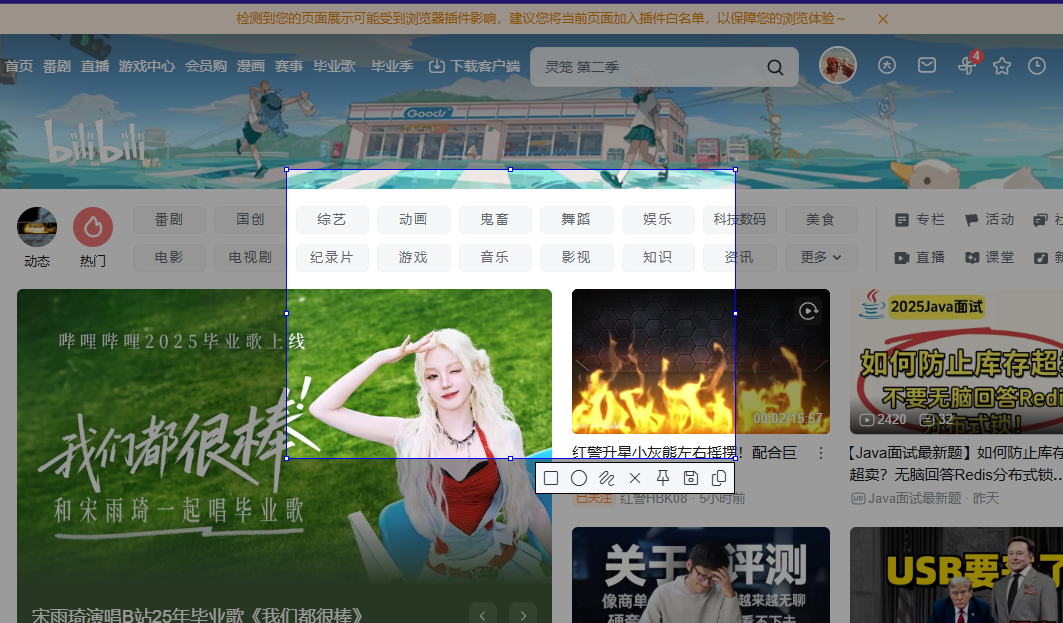 检测到您的页面展示可能受到浏览器插件影响，建议您将当前页面加入插件白名单，以保障您的浏览体验～
首页 番剧 直播 游戏中心 会员购 漫画 赛事 毕业歌 毕业季 下载客户端
灵笼 第二季
4
Goods
bilibili
动态
热门
番剧 国创 综艺 动画 鬼畜 舞蹈 娱乐 科技数码 美食
专栏 活动
电影 电视剧 纪录片 游戏 音乐 影视 知识 资讯 更多
直播 课堂
哔哩哔哩2025毕业歌上线
我们都很棒!
和宋雨琦一起唱毕业歌
宋雨琦演唱B站25年毕业歌《我们都很棒》
00:02/15:57
红警升星小灰能左右摇摆！配合巨
已关注 红警HBK08 · 5小时前
2025Java面试
如何防止库存超卖
不要无脑回答Redi
分布式锁!
2420 32
【Java面试最新题】如何防止库存
超卖？无脑回答Redis分布式锁...
UP Java面试最新题 · 昨天
关于 评测
像商单 越来越无聊
看不下去
USB要 了